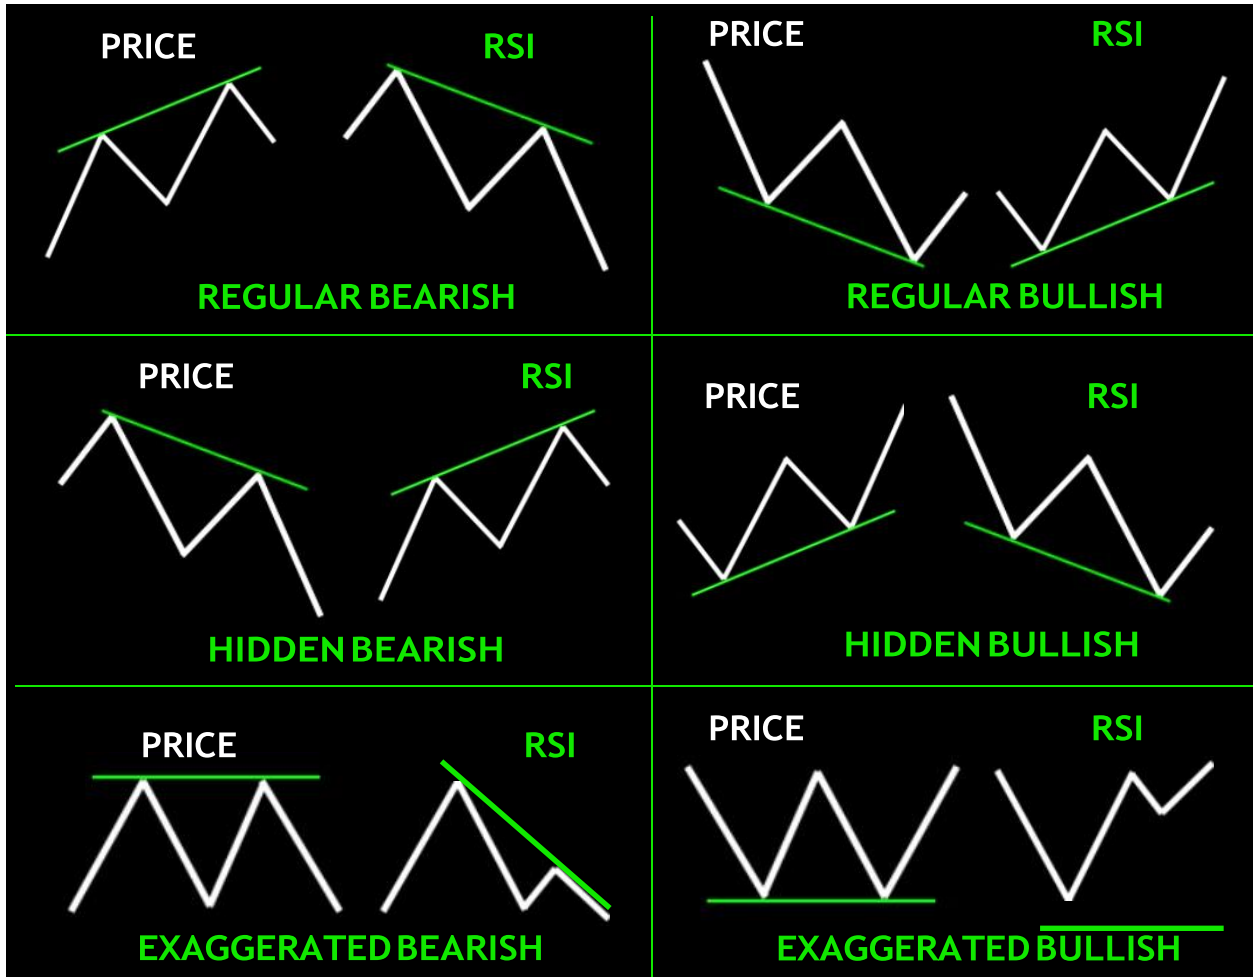 PRICE RSI
REGULAR BEARISH
PRICE RSI
REGULAR BULLISH
PRICE RSI
HIDDEN BEARISH
PRICE RSI
HIDDEN BULLISH
PRICE RSI
EXAGGERATED BEARISH
PRICE RSI
EXAGGERATED BULLISH